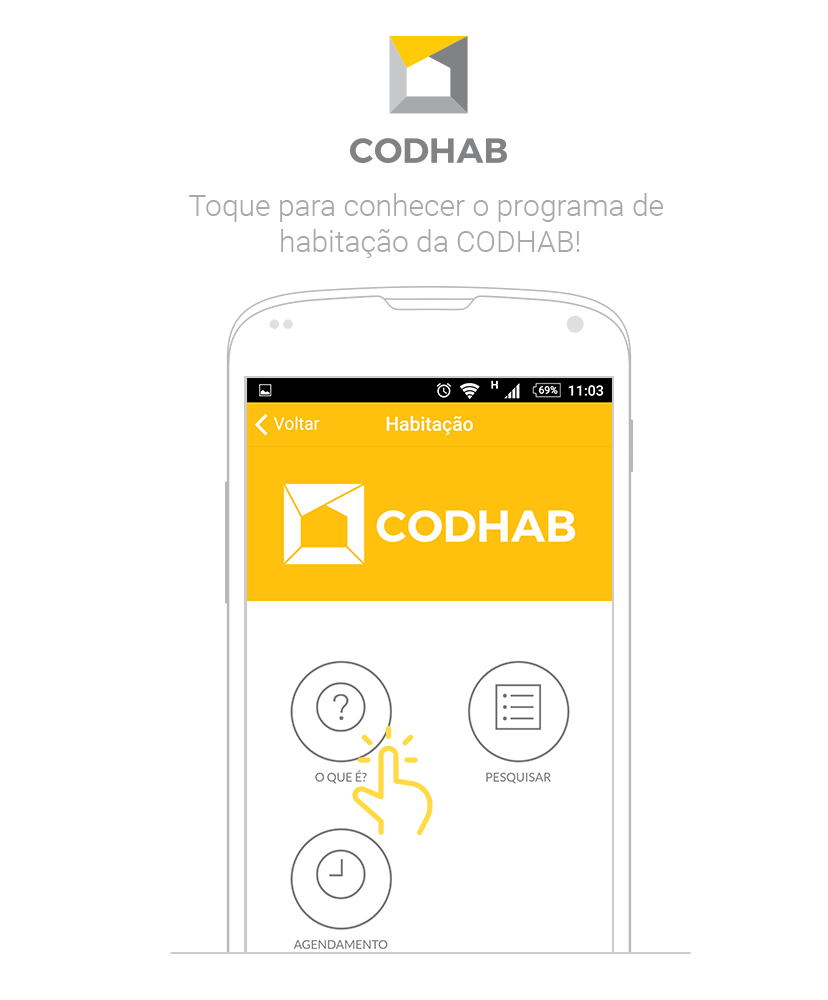 CODHAB
Toque para conhecer o programa de
habitação da CODHAB!
H 69% 11:03
Voltar Habitação
CODHAB
?
O QUE É? PESQUISAR
AGENDAMENTO